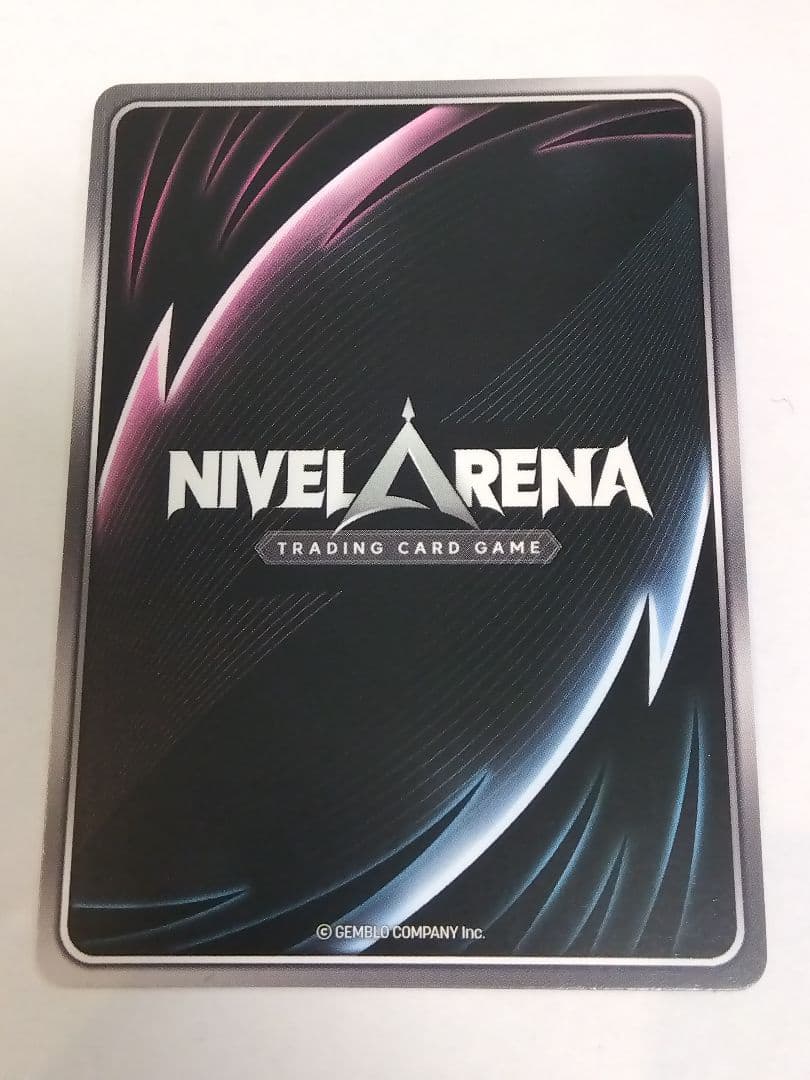 NIVEL ARENA
TRADING CARD GAME
© GEMBLO COMPANY Inc.